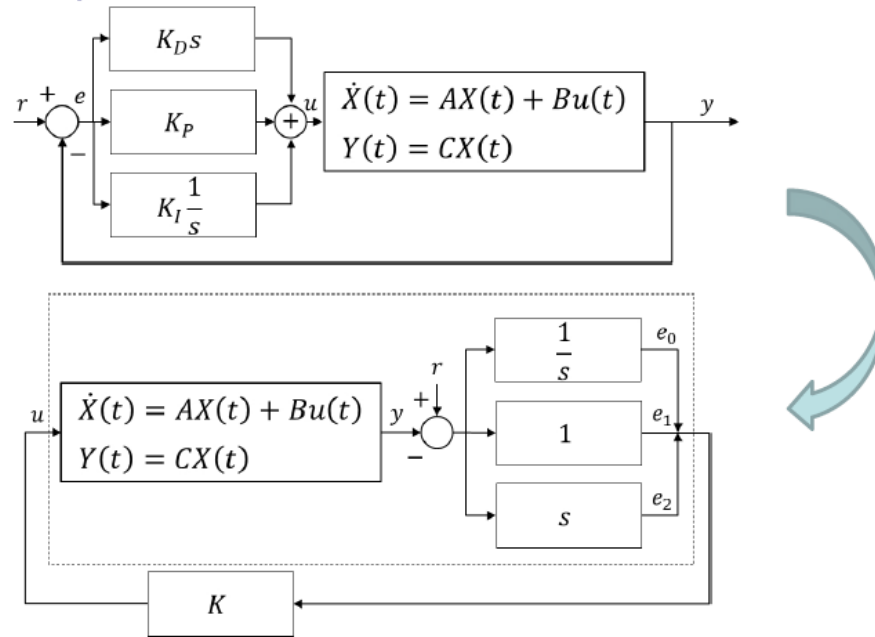 K_D s
+
r
e
K_P
+
u
Ẋ(t) = AX(t) + Bu(t)
Y(t) = CX(t)
y
−
K_I 1/s
1/s
e_0
r
+
u
Ẋ(t) = AX(t) + Bu(t)
Y(t) = CX(t)
y
−
1
e_1
s
e_2
K